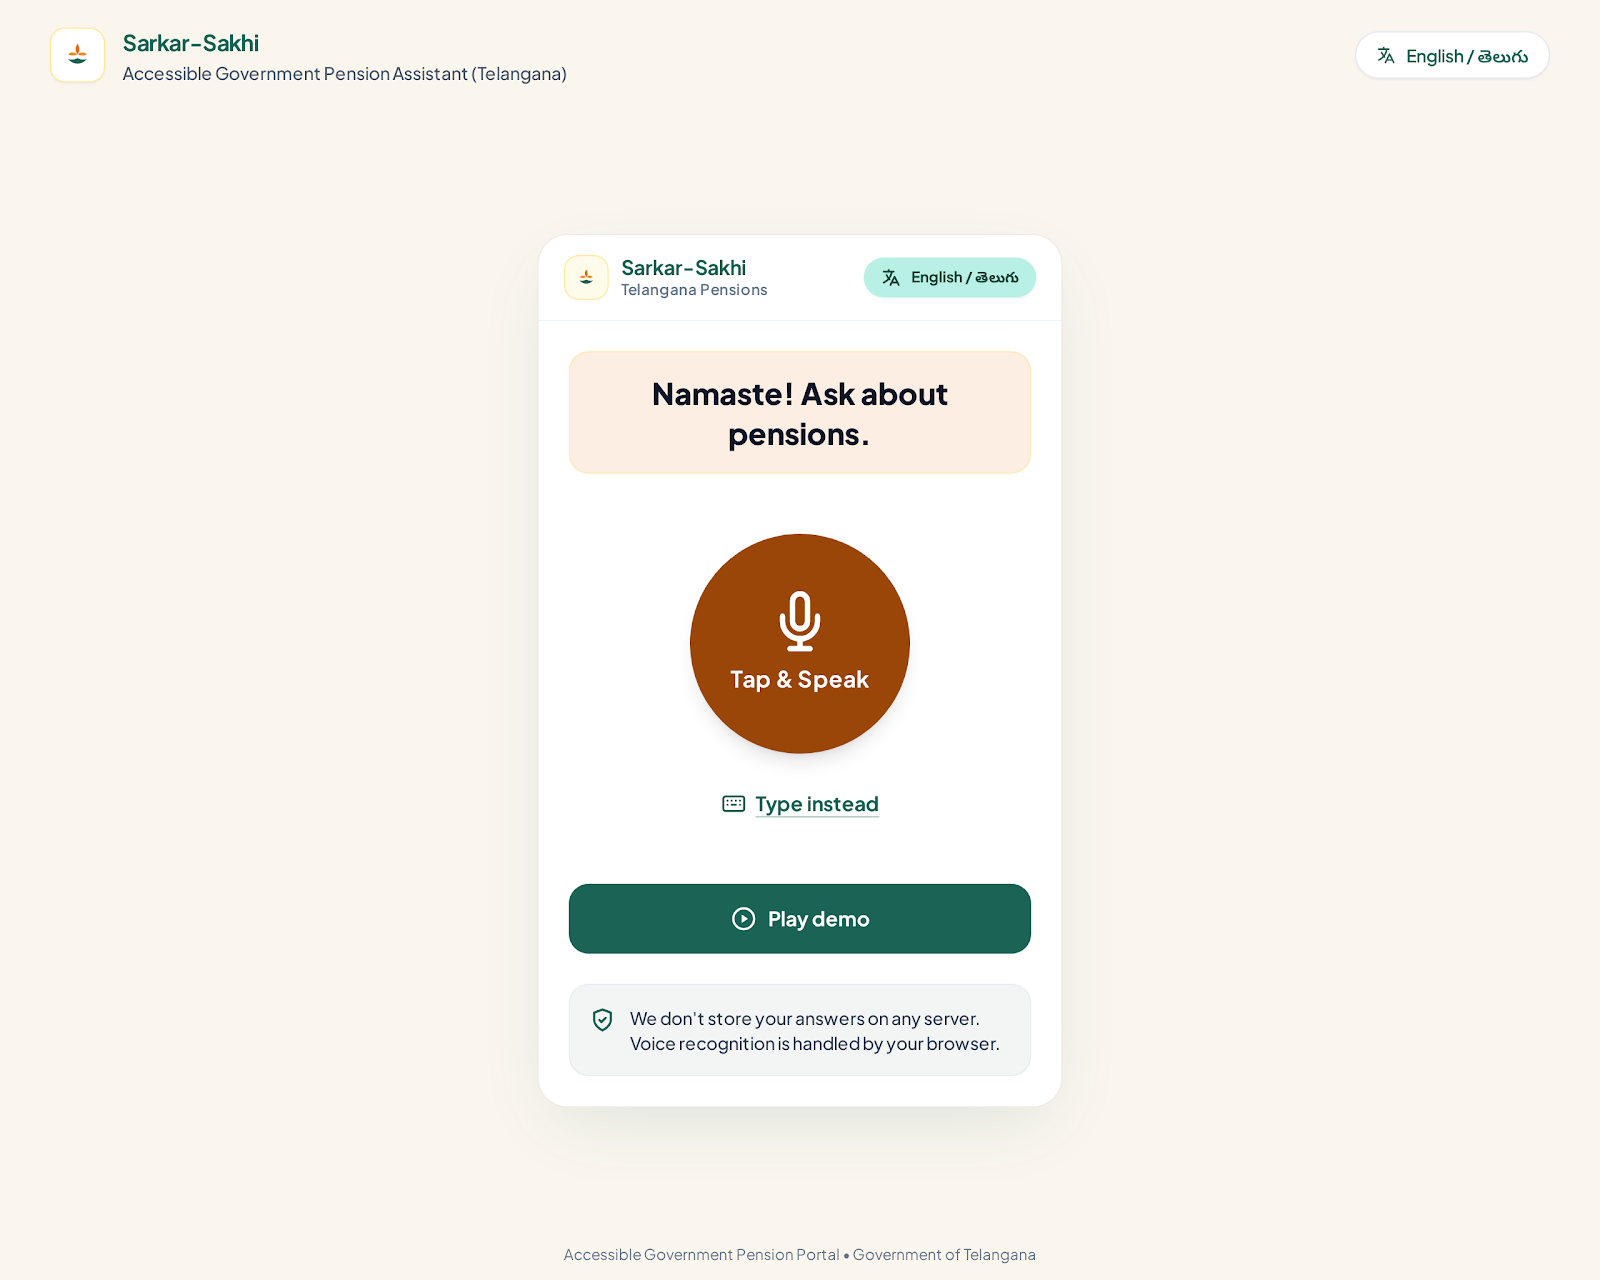 Sarkar-Sakhi
Accessible Government Pension Assistant (Telangana)
English / తెలుగు
Sarkar-Sakhi
Telangana Pensions
English / తెలుగు
Namaste! Ask about
pensions.
Tap & Speak
Type instead
Play demo
We don't store your answers on any server.
Voice recognition is handled by your browser.
Accessible Government Pension Portal • Government of Telangana